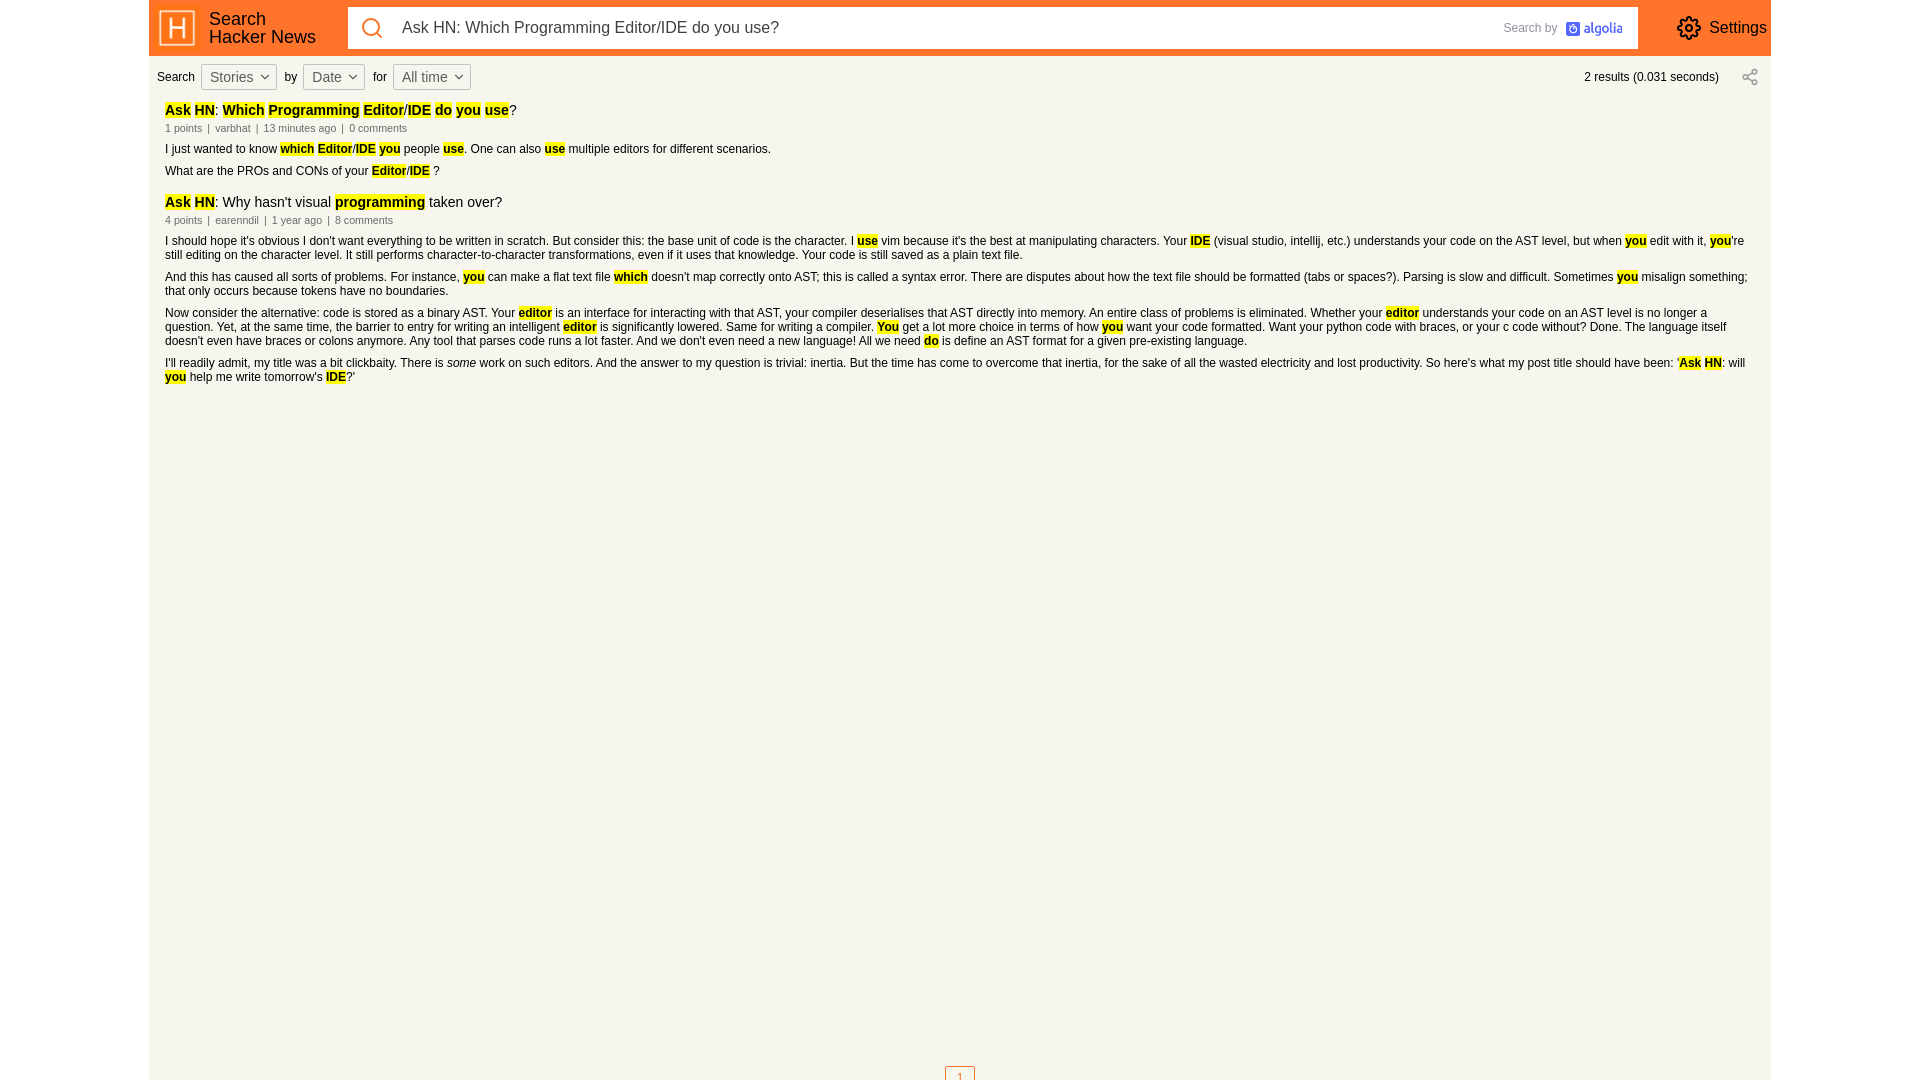 H
Search
Hacker News
Ask HN: Which Programming Editor/IDE do you use?
Search by algolia
Settings
Search Stories by Date for All time
2 results (0.031 seconds)
Ask HN: Which Programming Editor/IDE do you use?
1 points | varbhat | 13 minutes ago | 0 comments
I just wanted to know which Editor/IDE you people use. One can also use multiple editors for different scenarios.
What are the PROs and CONs of your Editor/IDE ?
Ask HN: Why hasn't visual programming taken over?
4 points | earenndil | 1 year ago | 8 comments
I should hope it's obvious I don't want everything to be written in scratch. But consider this: the base unit of code is the character. I use vim because it's the best at manipulating characters. Your IDE (visual studio, intellij, etc.) understands your code on the AST level, but when you edit with it, you're
still editing on the character level. It still performs character-to-character transformations, even if it uses that knowledge. Your code is still saved as a plain text file.
And this has caused all sorts of problems. For instance, you can make a flat text file which doesn't map correctly onto AST; this is called a syntax error. There are disputes about how the text file should be formatted (tabs or spaces?). Parsing is slow and difficult. Sometimes you misalign something;
that only occurs because tokens have no boundaries.
Now consider the alternative: code is stored as a binary AST. Your editor is an interface for interacting with that AST, your compiler deserialises that AST directly into memory. An entire class of problems is eliminated. Whether your editor understands your code on an AST level is no longer a
question. Yet, at the same time, the barrier to entry for writing an intelligent editor is significantly lowered. Same for writing a compiler. You get a lot more choice in terms of how you want your code formatted. Want your python code with braces, or your c code without? Done. The language itself
doesn't even have braces or colons anymore. Any tool that parses code runs a lot faster. And we don't even need a new language! All we need do is define an AST format for a given pre-existing language.
I'll readily admit, my title was a bit clickbaity. There is some work on such editors. And the answer to my question is trivial: inertia. But the time has come to overcome that inertia, for the sake of all the wasted electricity and lost productivity. So here's what my post title should have been: 'Ask HN: will
you help me write tomorrow's IDE?'
1